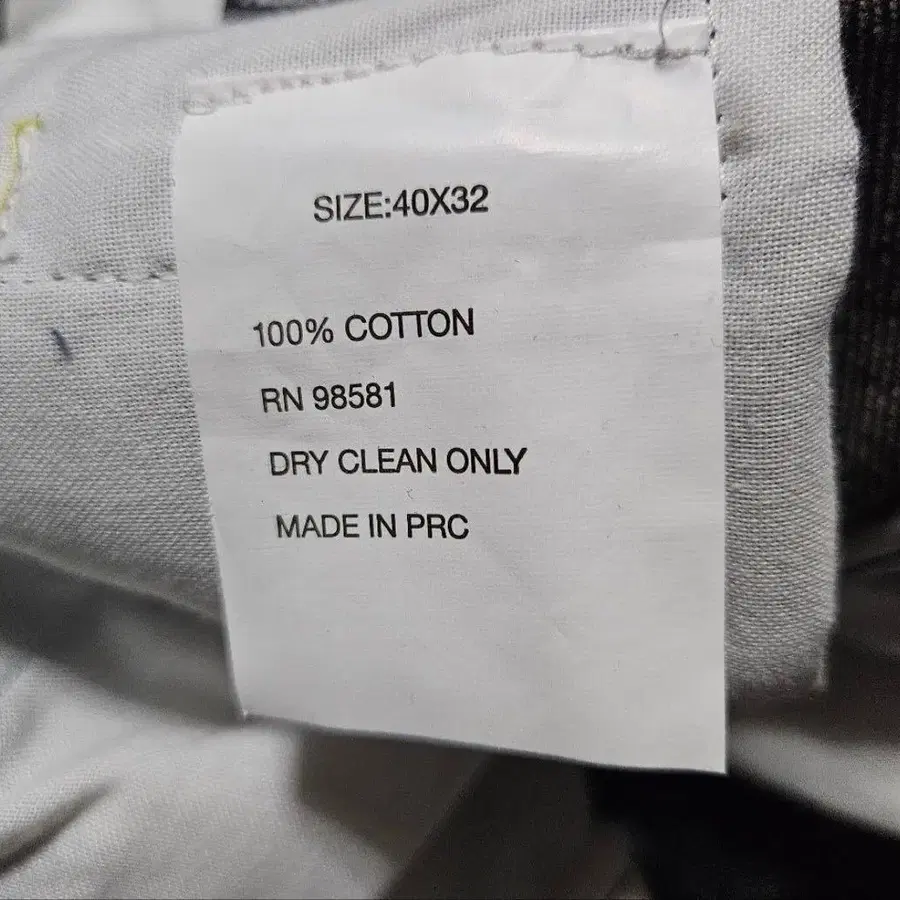 SIZE:40X32
100% COTTON
RN 98581
DRY CLEAN ONLY
MADE IN PRC